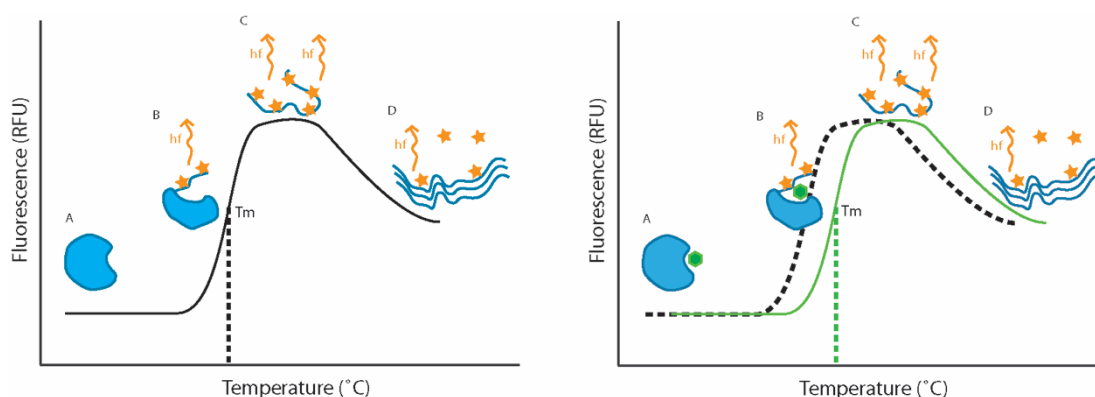 Fluorescence (RFU)
A
B
hf
C
hf
hf
D
hf
Tm
Temperature (˚C)
Fluorescence (RFU)
A
B
hf
C
hf
hf
D
hf
Tm
Temperature (˚C)